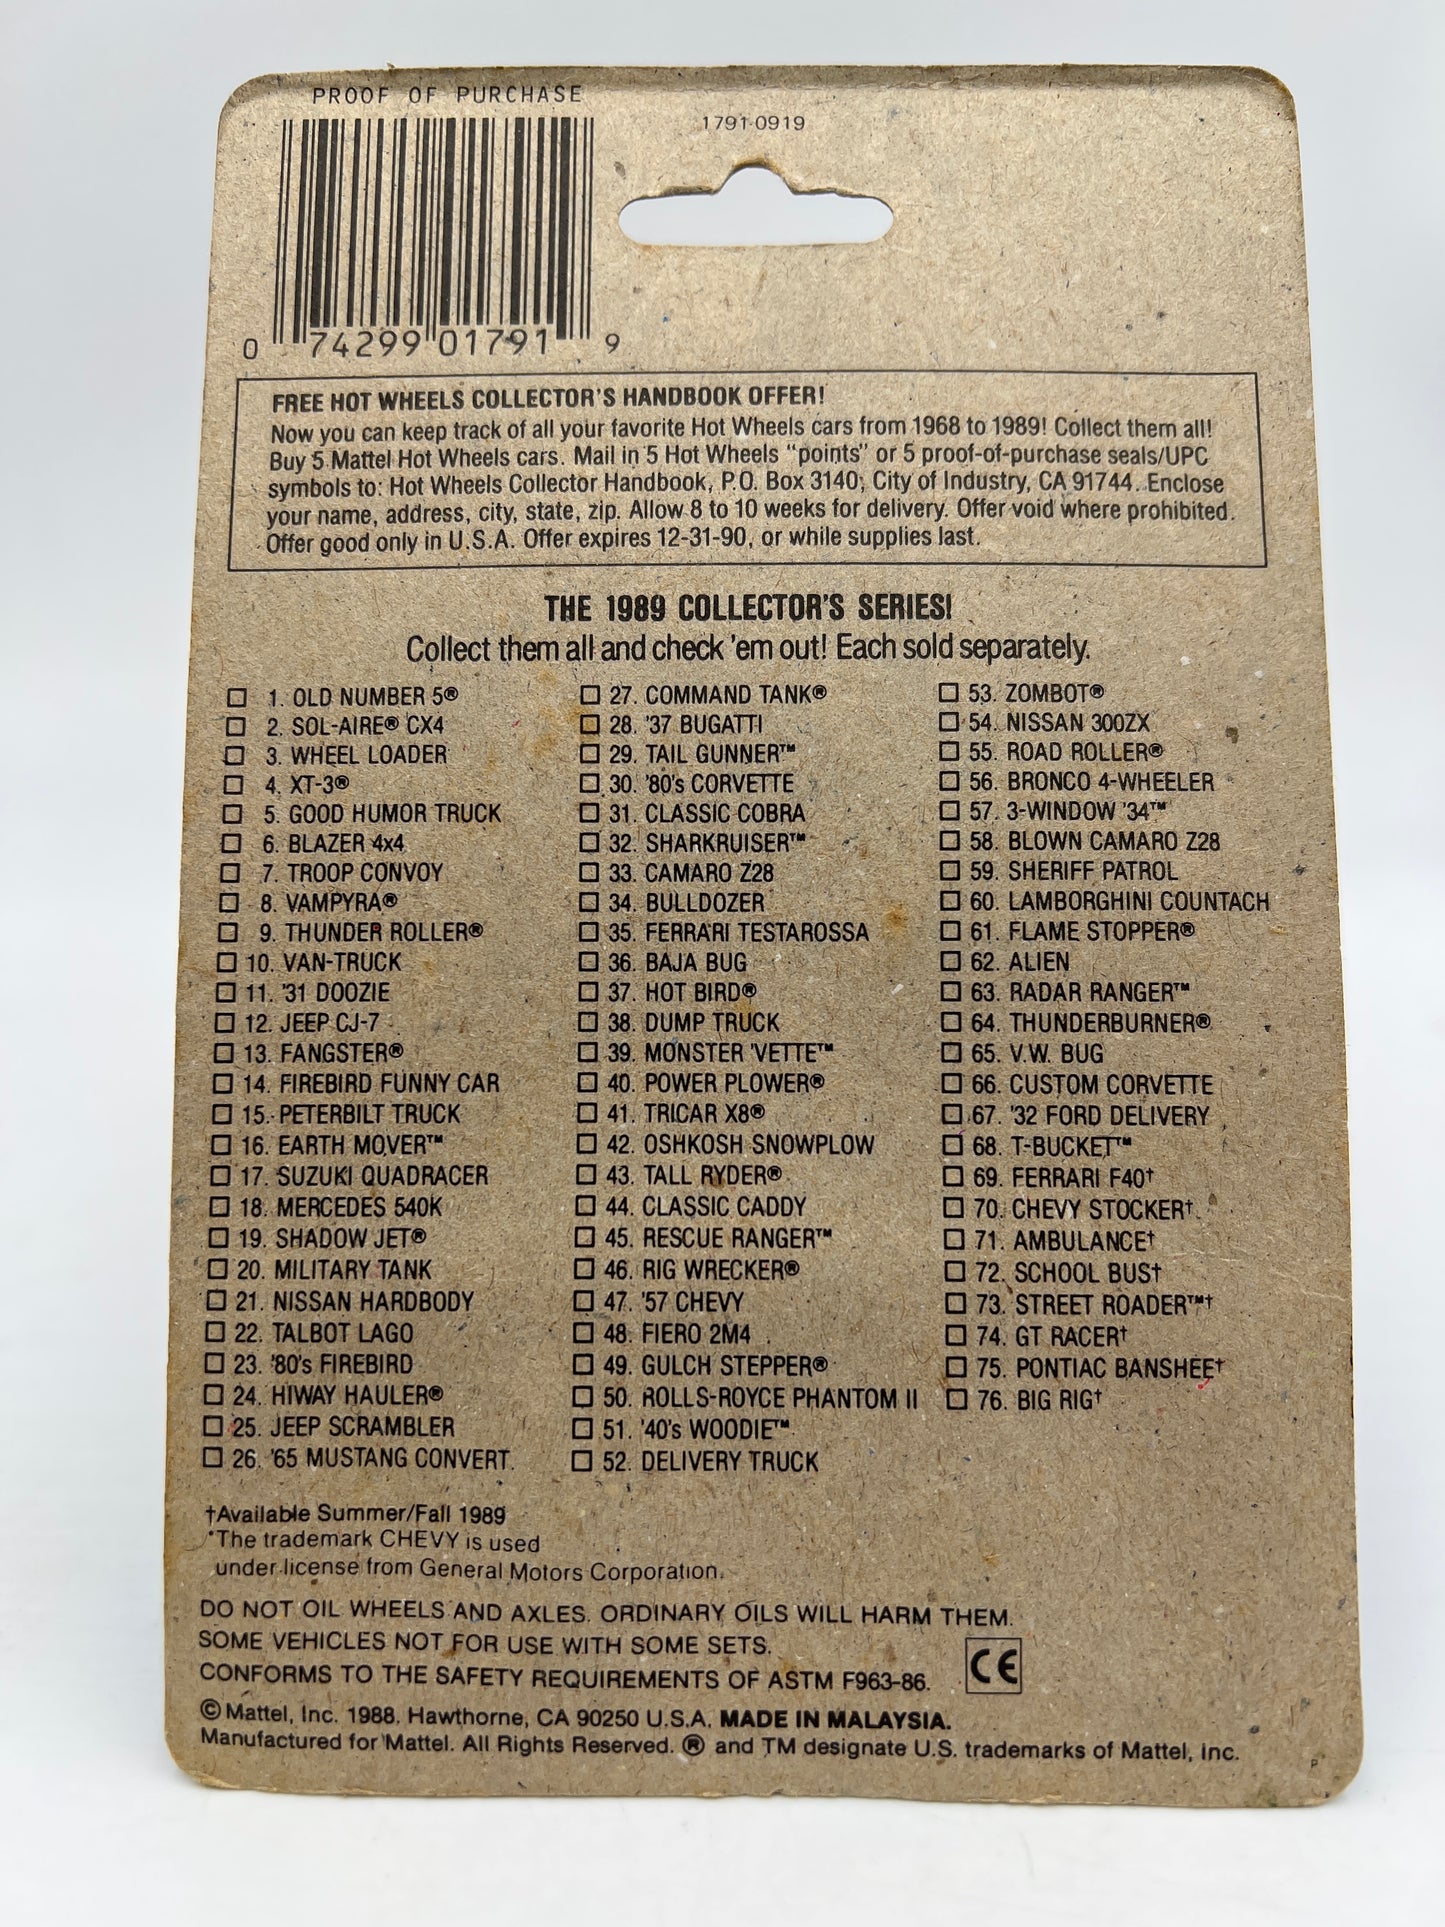 PROOF OF PURCHASE
1791-0919
0 74299 01791 9
FREE HOT WHEELS COLLECTOR'S HANDBOOK OFFER!
Now you can keep track of all your favorite Hot Wheels cars from 1968 to 1989! Collect them all!
Buy 5 Mattel Hot Wheels cars. Mail in 5 Hot Wheels "points" or 5 proof-of-purchase seals/UPC
symbols to: Hot Wheels Collector Handbook, P.O. Box 3140, City of Industry, CA 91744. Enclose
your name, address, city, state, zip. Allow 8 to 10 weeks for delivery. Offer void where prohibited.
Offer good only in U.S.A. Offer expires 12-31-90, or while supplies last.
THE 1989 COLLECTOR'S SERIES!
Collect them all and check 'em out! Each sold separately.
1. OLD NUMBER 5®
2. SOL-AIRE® CX4
3. WHEEL LOADER
4. XT-3®
5. GOOD HUMOR TRUCK
6. BLAZER 4x4
7. TROOP CONVOY
8. VAMPYRA®
9. THUNDER ROLLER®
10. VAN-TRUCK
11. '31 DOOZIE
12. JEEP CJ-7
13. FANGSTER®
14. FIREBIRD FUNNY CAR
15. PETERBILT TRUCK
16. EARTH MOVER™
17. SUZUKI QUADRACER
18. MERCEDES 540K
19. SHADOW JET®
20. MILITARY TANK
21. NISSAN HARDBODY
22. TALBOT LAGO
23. '80's FIREBIRD
24. HIWAY HAULER®
25. JEEP SCRAMBLER
26. '65 MUSTANG CONVERT.
27. COMMAND TANK®
28. '37 BUGATTI
29. TAIL GUNNER™
30. '80's CORVETTE
31. CLASSIC COBRA
32. SHARKRUISER™
33. CAMARO Z28
34. BULLDOZER
35. FERRARI TESTAROSSA
36. BAJA BUG
37. HOT BIRD®
38. DUMP TRUCK
39. MONSTER 'VETTE™
40. POWER PLOWER®
41. TRICAR X8®
42. OSHKOSH SNOWPLOW
43. TALL RYDER®
44. CLASSIC CADDY
45. RESCUE RANGER™
46. RIG WRECKER®
47. '57 CHEVY
48. FIERO 2M4
49. GULCH STEPPER®
50. ROLLS-ROYCE PHANTOM II
51. '40's WOODIE™
52. DELIVERY TRUCK
53. ZOMBOT®
54. NISSAN 300ZX
55. ROAD ROLLER®
56. BRONCO 4-WHEELER
57. 3-WINDOW '34™
58. BLOWN CAMARO Z28
59. SHERIFF PATROL
60. LAMBORGHINI COUNTACH
61. FLAME STOPPER®
62. ALIEN
63. RADAR RANGER™
64. THUNDERBURNER®
65. V.W. BUG
66. CUSTOM CORVETTE
67. '32 FORD DELIVERY
68. T-BUCKET™
69. FERRARI F40†
70. CHEVY STOCKER†
71. AMBULANCE†
72. SCHOOL BUS†
73. STREET ROADER™†
74. GT RACER†
75. PONTIAC BANSHEE†
76. BIG RIG†
†Available Summer/Fall 1989
*The trademark CHEVY is used
under license from General Motors Corporation.
DO NOT OIL WHEELS AND AXLES. ORDINARY OILS WILL HARM THEM.
SOME VEHICLES NOT FOR USE WITH SOME SETS.
CONFORMS TO THE SAFETY REQUIREMENTS OF ASTM F963-86. CE
© Mattel, Inc. 1988. Hawthorne, CA 90250 U.S.A. MADE IN MALAYSIA.
Manufactured for Mattel. All Rights Reserved. ® and TM designate U.S. trademarks of Mattel, Inc.
P